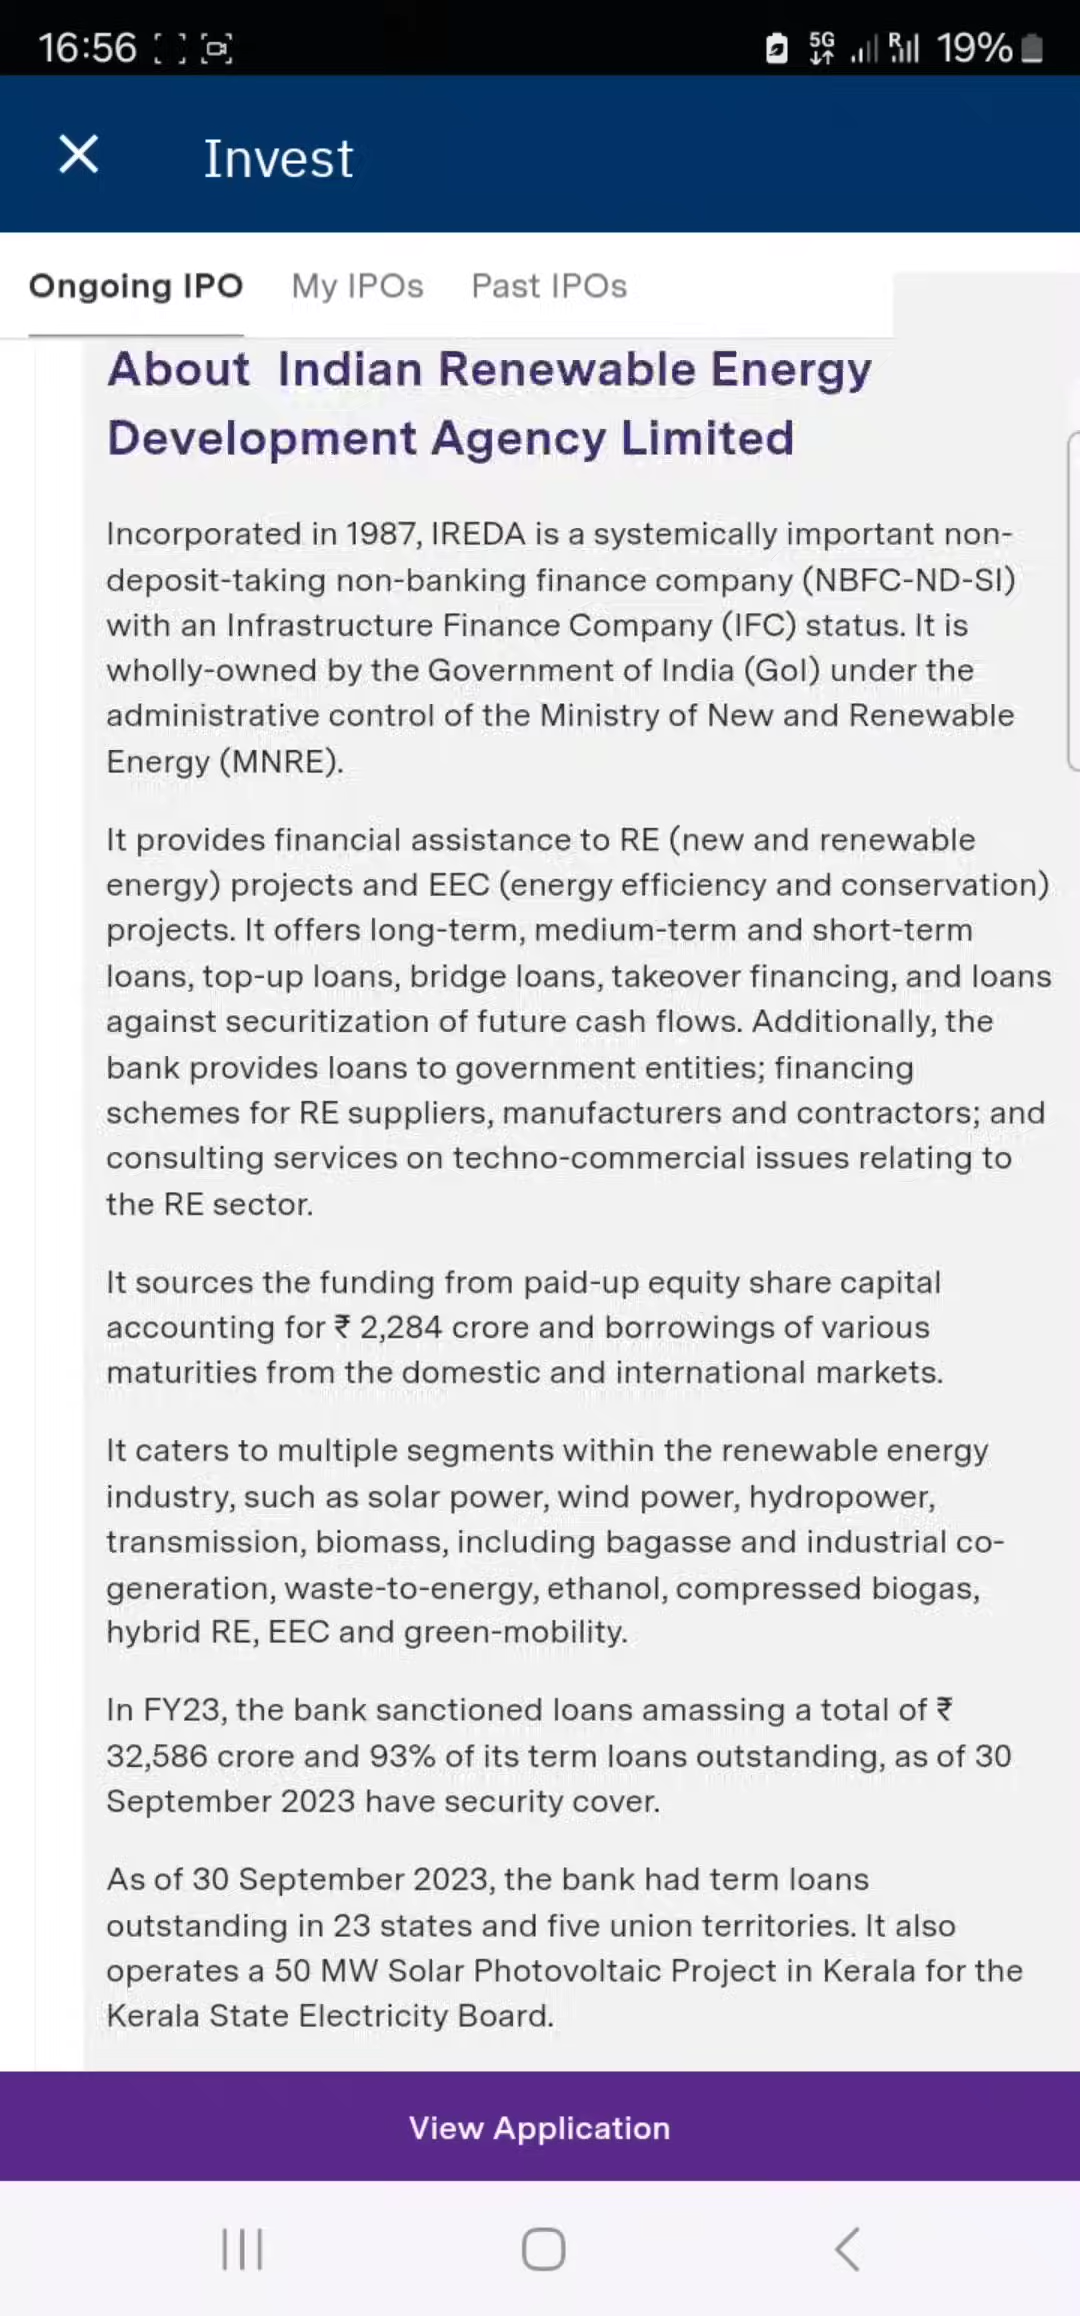 16:56
5G
R
19%
Invest
Ongoing IPO My IPOs Past IPOs
About Indian Renewable Energy
Development Agency Limited
Incorporated in 1987, IREDA is a systemically important non-
deposit-taking non-banking finance company (NBFC-ND-SI)
with an Infrastructure Finance Company (IFC) status. It is
wholly-owned by the Government of India (GoI) under the
administrative control of the Ministry of New and Renewable
Energy (MNRE).
It provides financial assistance to RE (new and renewable
energy) projects and EEC (energy efficiency and conservation)
projects. It offers long-term, medium-term and short-term
loans, top-up loans, bridge loans, takeover financing, and loans
against securitization of future cash flows. Additionally, the
bank provides loans to government entities; financing
schemes for RE suppliers, manufacturers and contractors; and
consulting services on techno-commercial issues relating to
the RE sector.
It sources the funding from paid-up equity share capital
accounting for ₹ 2,284 crore and borrowings of various
maturities from the domestic and international markets.
It caters to multiple segments within the renewable energy
industry, such as solar power, wind power, hydropower,
transmission, biomass, including bagasse and industrial co-
generation, waste-to-energy, ethanol, compressed biogas,
hybrid RE, EEC and green-mobility.
In FY23, the bank sanctioned loans amassing a total of ₹
32,586 crore and 93% of its term loans outstanding, as of 30
September 2023 have security cover.
As of 30 September 2023, the bank had term loans
outstanding in 23 states and five union territories. It also
operates a 50 MW Solar Photovoltaic Project in Kerala for the
Kerala State Electricity Board.
View Application